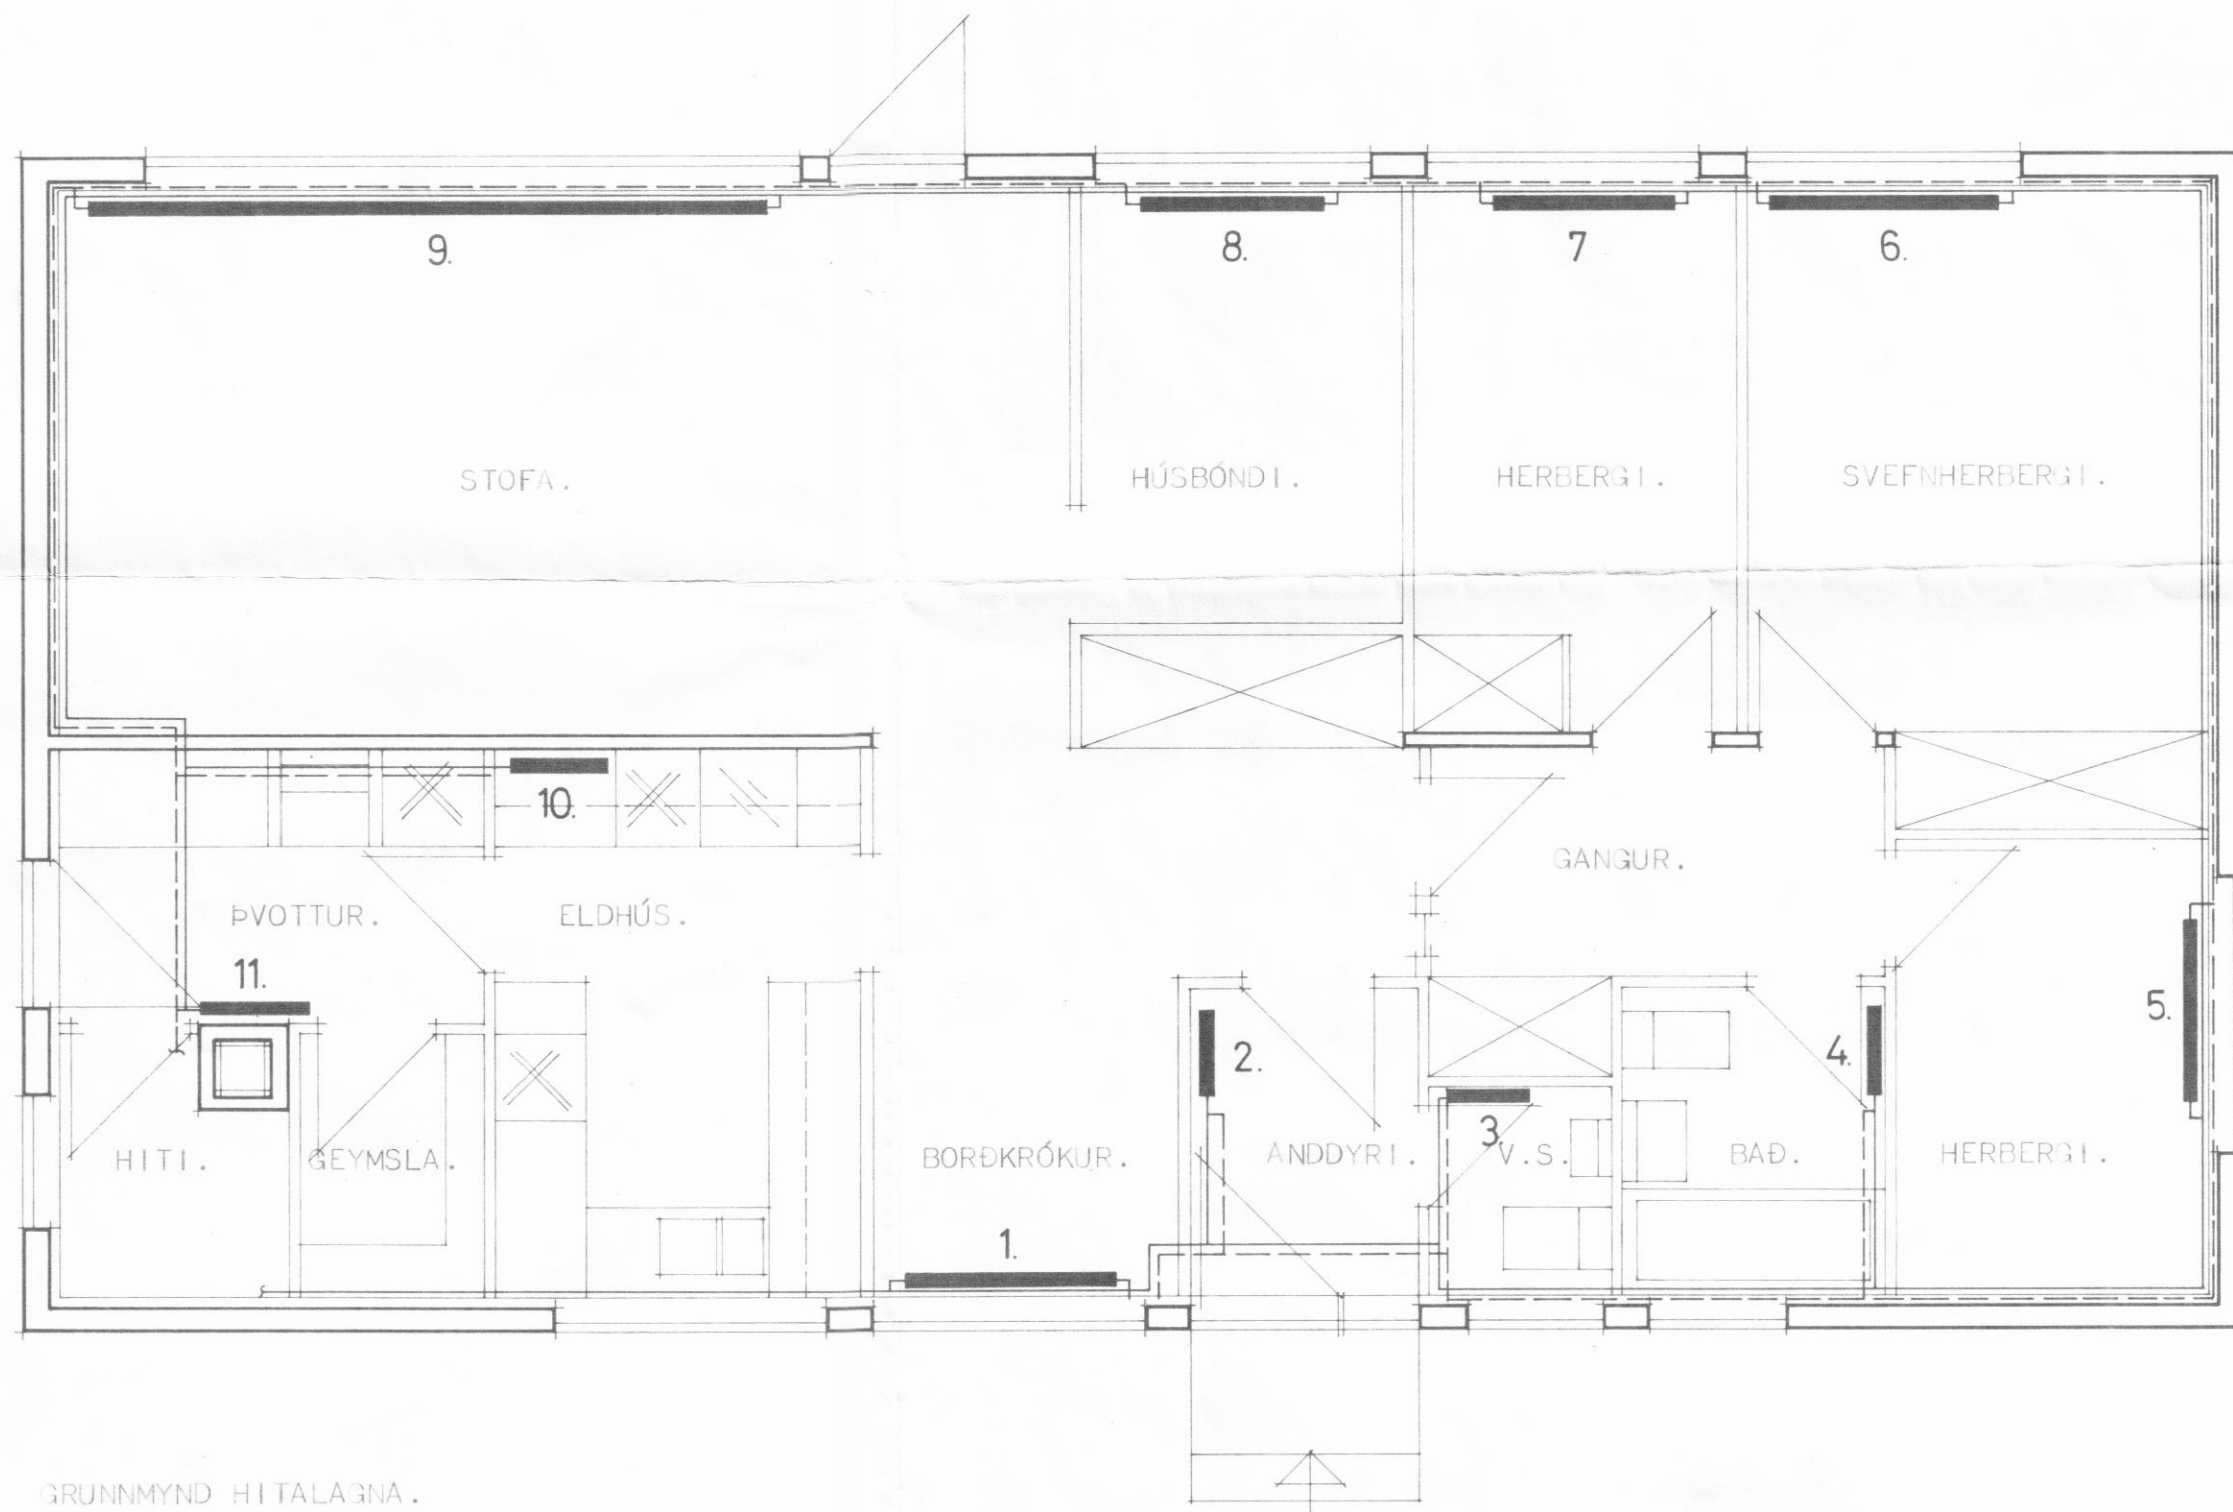 9.
8.
7
6.
STOFA.
HÚSBÓNDI.
HERBERGI.
SVEFNHERBERGI.
10.
GANGUR.
ÞVOTTUR.
ELDHÚS.
11.
5.
2.
4.
3.
HITI.
GEYMSLA.
BORÐKRÓKUR.
ANDDYRI.
V.S.
BAÐ.
HERBERGI.
1.
GRUNNMYND HITALAGNA.